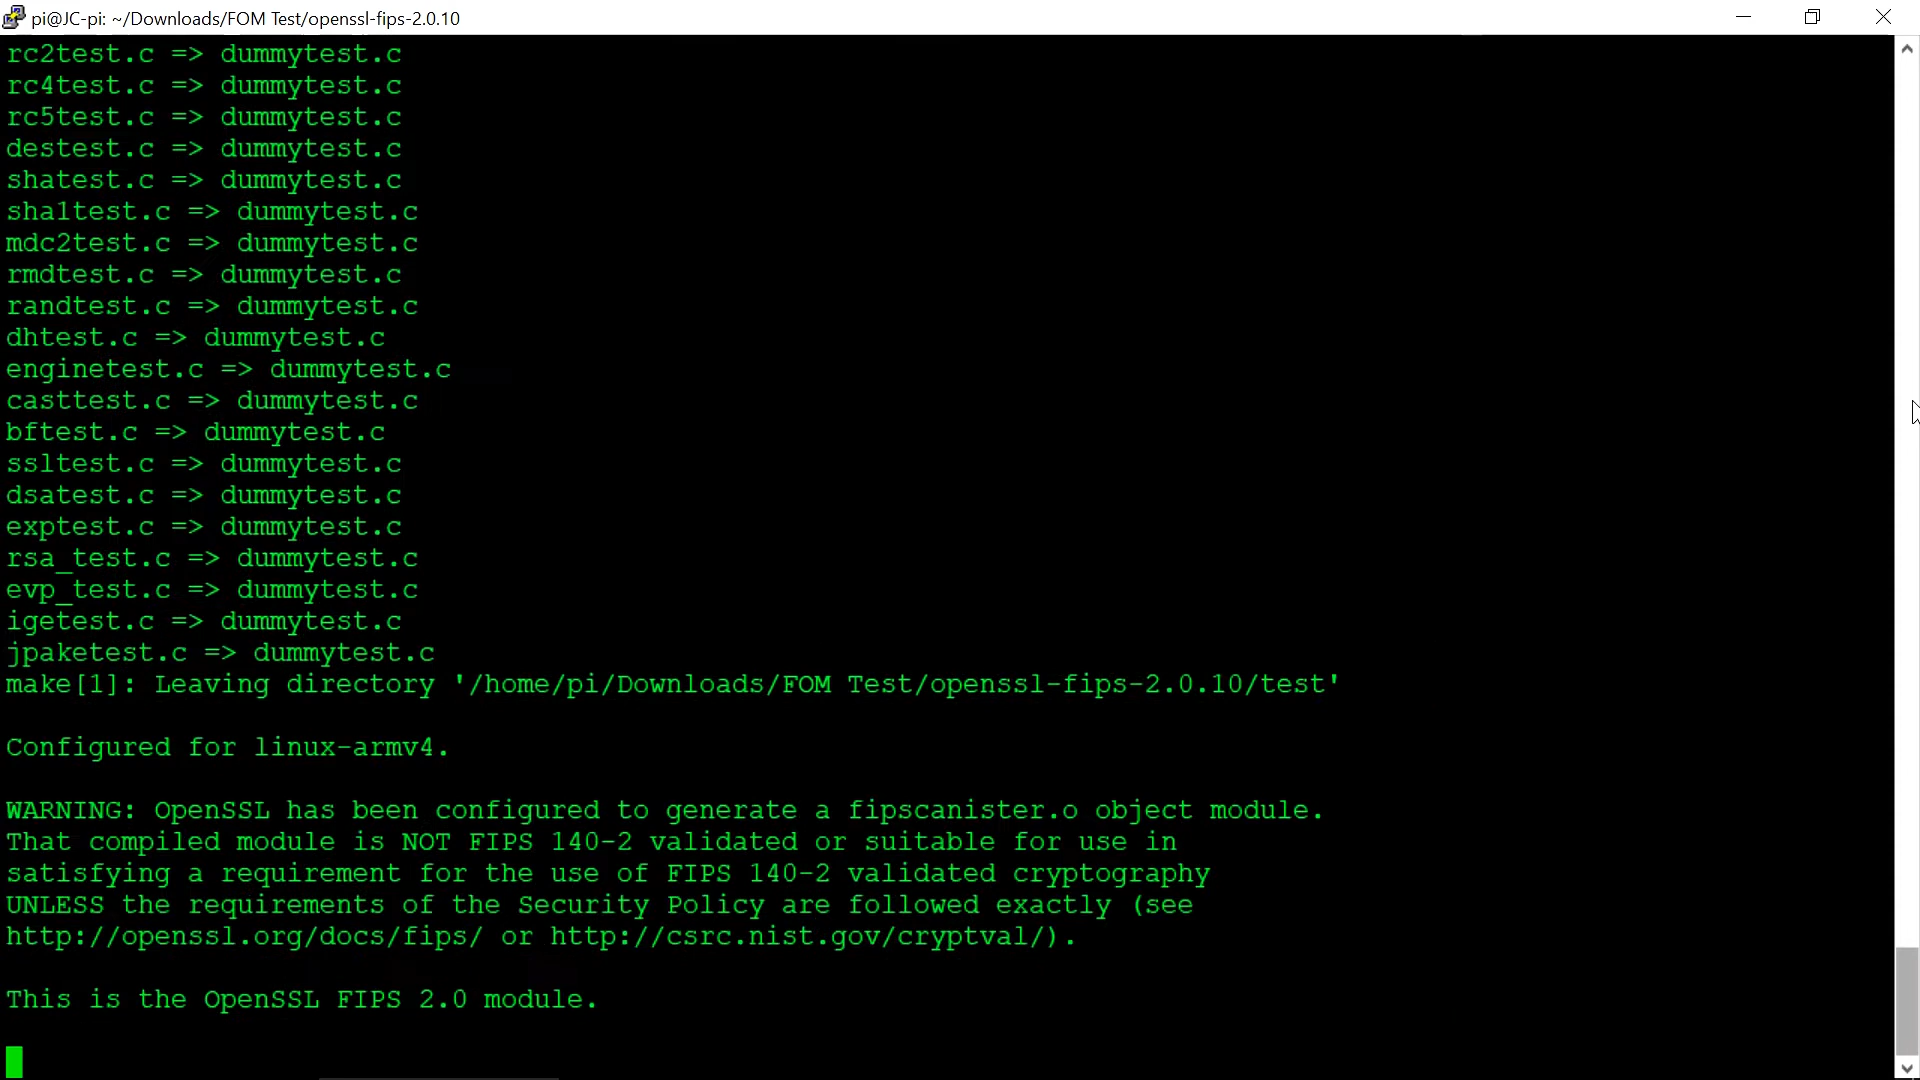 pi@JC-pi: ~/Downloads/FOM Test/openssl-fips-2.0.10
rc2test.c => dummytest.c
rc4test.c => dummytest.c
rc5test.c => dummytest.c
destest.c => dummytest.c
shatest.c => dummytest.c
sha1test.c => dummytest.c
mdc2test.c => dummytest.c
rmdtest.c => dummytest.c
randtest.c => dummytest.c
dhtest.c => dummytest.c
enginetest.c => dummytest.c
casttest.c => dummytest.c
bftest.c => dummytest.c
ssltest.c => dummytest.c
dsatest.c => dummytest.c
exptest.c => dummytest.c
rsa_test.c => dummytest.c
evp_test.c => dummytest.c
igetest.c => dummytest.c
jpaketest.c => dummytest.c
make[1]: Leaving directory '/home/pi/Downloads/FOM Test/openssl-fips-2.0.10/test'
Configured for linux-armv4.
WARNING: OpenSSL has been configured to generate a fipscanister.o object module.
That compiled module is NOT FIPS 140-2 validated or suitable for use in
satisfying a requirement for the use of FIPS 140-2 validated cryptography
UNLESS the requirements of the Security Policy are followed exactly (see
http://openssl.org/docs/fips/ or http://csrc.nist.gov/cryptval/).
This is the OpenSSL FIPS 2.0 module.